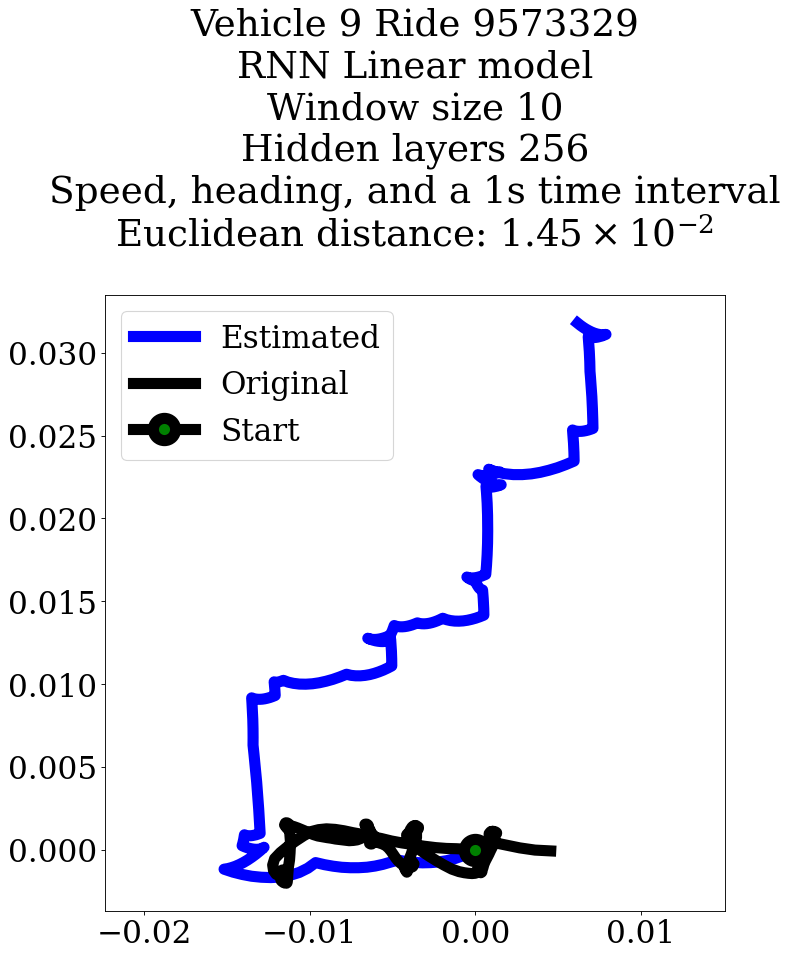 Vehicle 9 Ride 9573329
RNN Linear model
Window size 10
Hidden layers 256
Speed, heading, and a 1s time interval
Euclidean distance: 1.45 × 10⁻²
Estimated
Original
Start
0.030
0.025
0.020
0.015
0.010
0.005
0.000
−0.02 −0.01 0.00 0.01